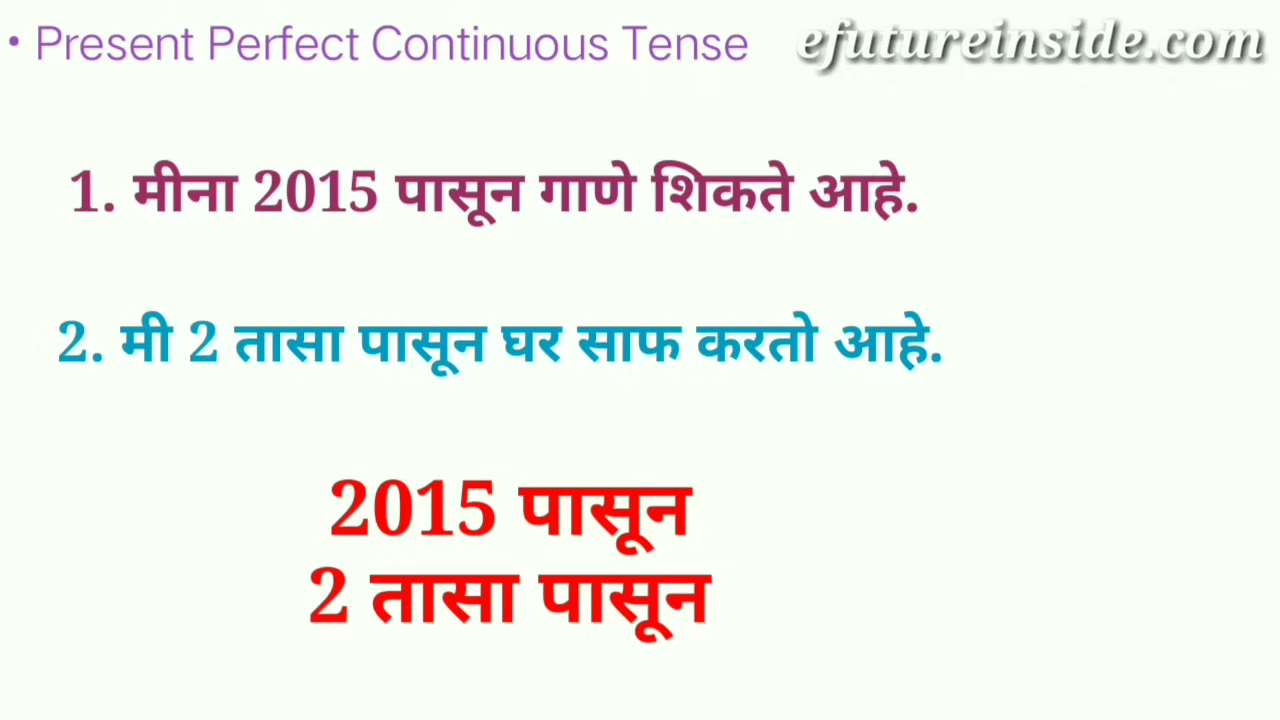 • Present Perfect Continuous Tense efutureinside.com
1. मीना 2015 पासून गाणे शिकते आहे.
2. मी 2 तासा पासून घर साफ करतो आहे.
2015 पासून
2 तासा पासून